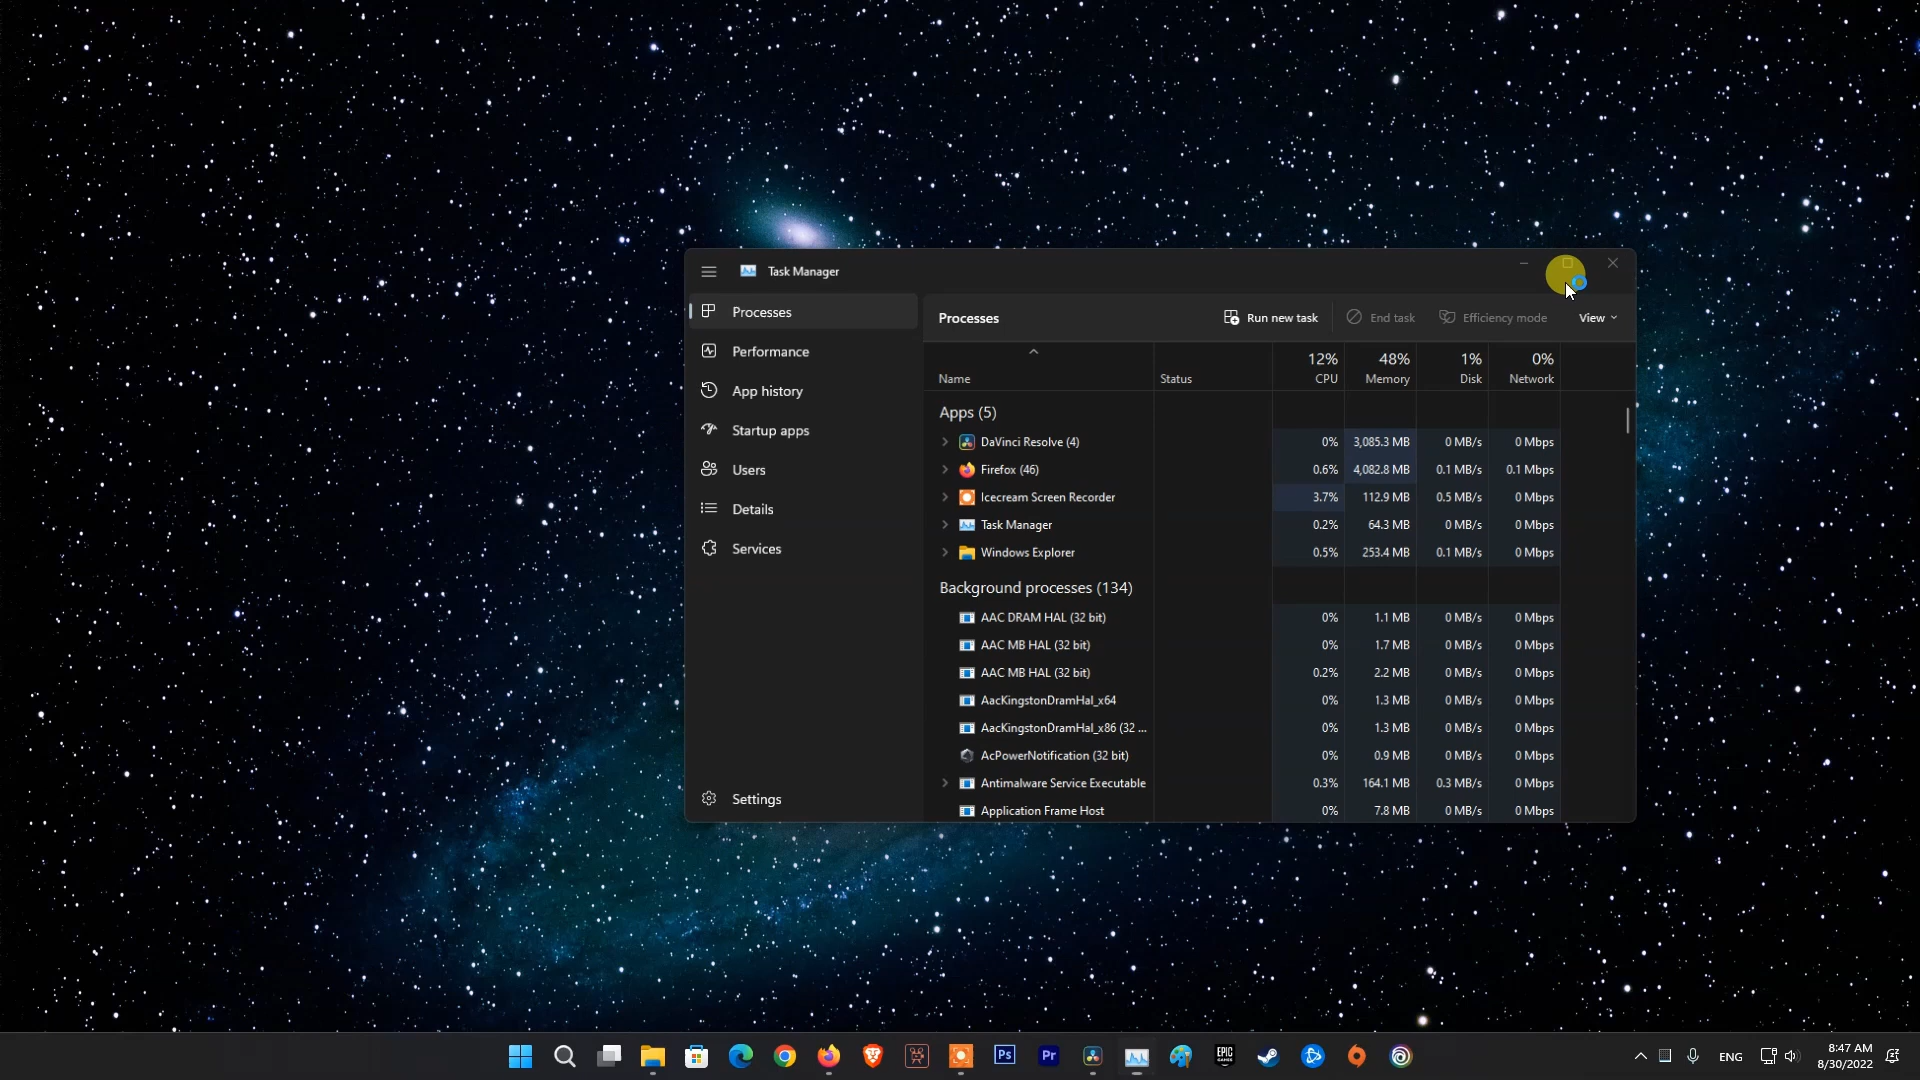 Task Manager
Processes
Performance
App history
Startup apps
Users
Details
Services
Settings
Processes
Run new task
End task
Efficiency mode
View
12% 48% 1% 0%
Name Status CPU Memory Disk Network
Apps (5)
DaVinci Resolve (4) 0% 3,085.3 MB 0 MB/s 0 Mbps
Firefox (46) 0.6% 4,082.8 MB 0.1 MB/s 0.1 Mbps
Icecream Screen Recorder 3.7% 112.9 MB 0.5 MB/s 0 Mbps
Task Manager 0.2% 64.3 MB 0 MB/s 0 Mbps
Windows Explorer 0.5% 253.4 MB 0.1 MB/s 0 Mbps
Background processes (134)
AAC DRAM HAL (32 bit) 0% 1.1 MB 0 MB/s 0 Mbps
AAC MB HAL (32 bit) 0% 1.7 MB 0 MB/s 0 Mbps
AAC MB HAL (32 bit) 0.2% 2.2 MB 0 MB/s 0 Mbps
AacKingstonDramHal_x64 0% 1.3 MB 0 MB/s 0 Mbps
AacKingstonDramHal_x86 (32 ... 0% 1.3 MB 0 MB/s 0 Mbps
AcPowerNotification (32 bit) 0% 0.9 MB 0 MB/s 0 Mbps
Antimalware Service Executable 0.3% 164.1 MB 0.3 MB/s 0 Mbps
Application Frame Host 0% 7.8 MB 0 MB/s 0 Mbps
Ps
Pr
EPIC
GAMES
ENG
8:47 AM
8/30/2022